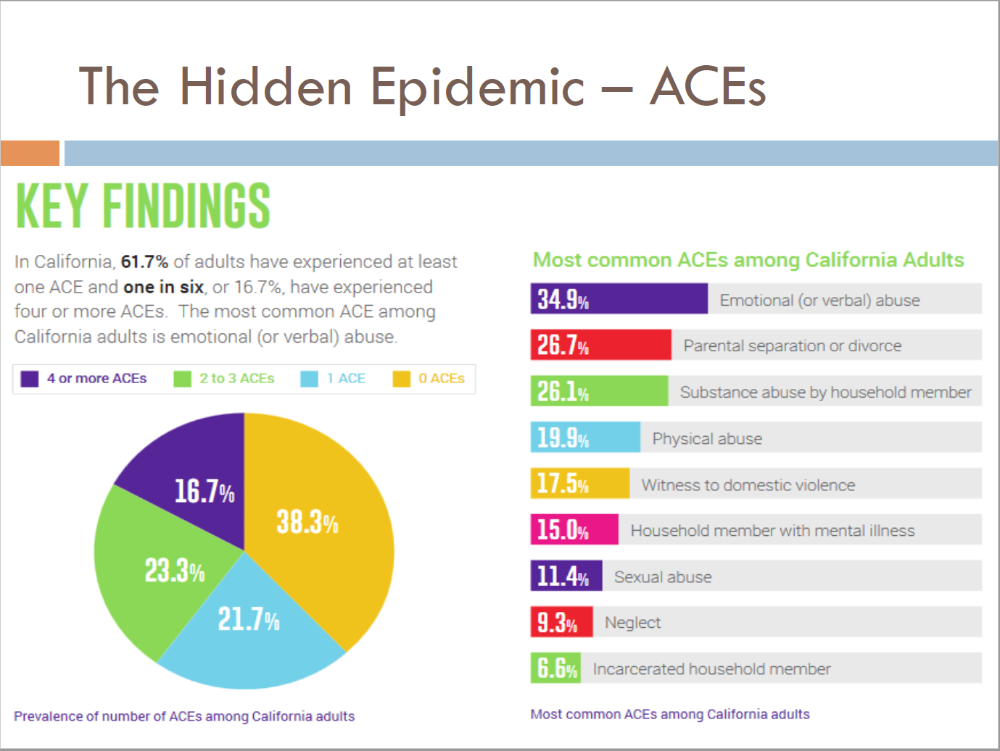 The Hidden Epidemic – ACEs
KEY FINDINGS
In California, 61.7% of adults have experienced at least
one ACE and one in six, or 16.7%, have experienced
four or more ACEs.  The most common ACE among
California adults is emotional (or verbal) abuse.
4 or more ACEs
2 to 3 ACEs
1 ACE
0 ACEs
16.7%
38.3%
23.3%
21.7%
Prevalence of number of ACEs among California adults
Most common ACEs among California Adults
34.9% Emotional (or verbal) abuse
26.7% Parental separation or divorce
26.1% Substance abuse by household member
19.9% Physical abuse
17.5% Witness to domestic violence
15.0% Household member with mental illness
11.4% Sexual abuse
9.3% Neglect
6.6% Incarcerated household member
Most common ACEs among California adults